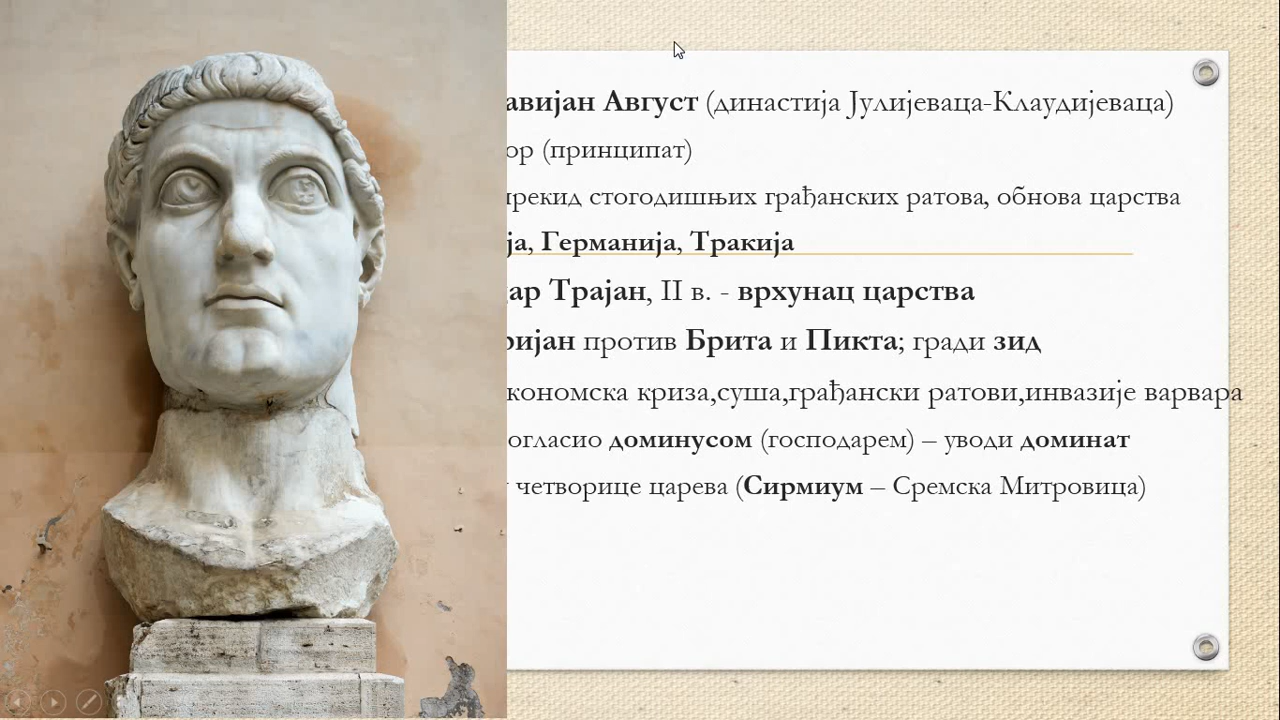 авијан Август (династија Јулијеваца-Клаудијеваца)
ор (принципат)
прекид стогодишњих грађанских ратова, обнова царства
ја, Германија, Тракија
цар Трајан, II в. - врхунац царства
ријан против Брита и Пикта; гради зид
кономска криза,суша,грађански ратови,инвазије варвара
огласио доминусом (господарем) – уводи доминат
четворице царева (Сирмиум – Сремска Митровица)